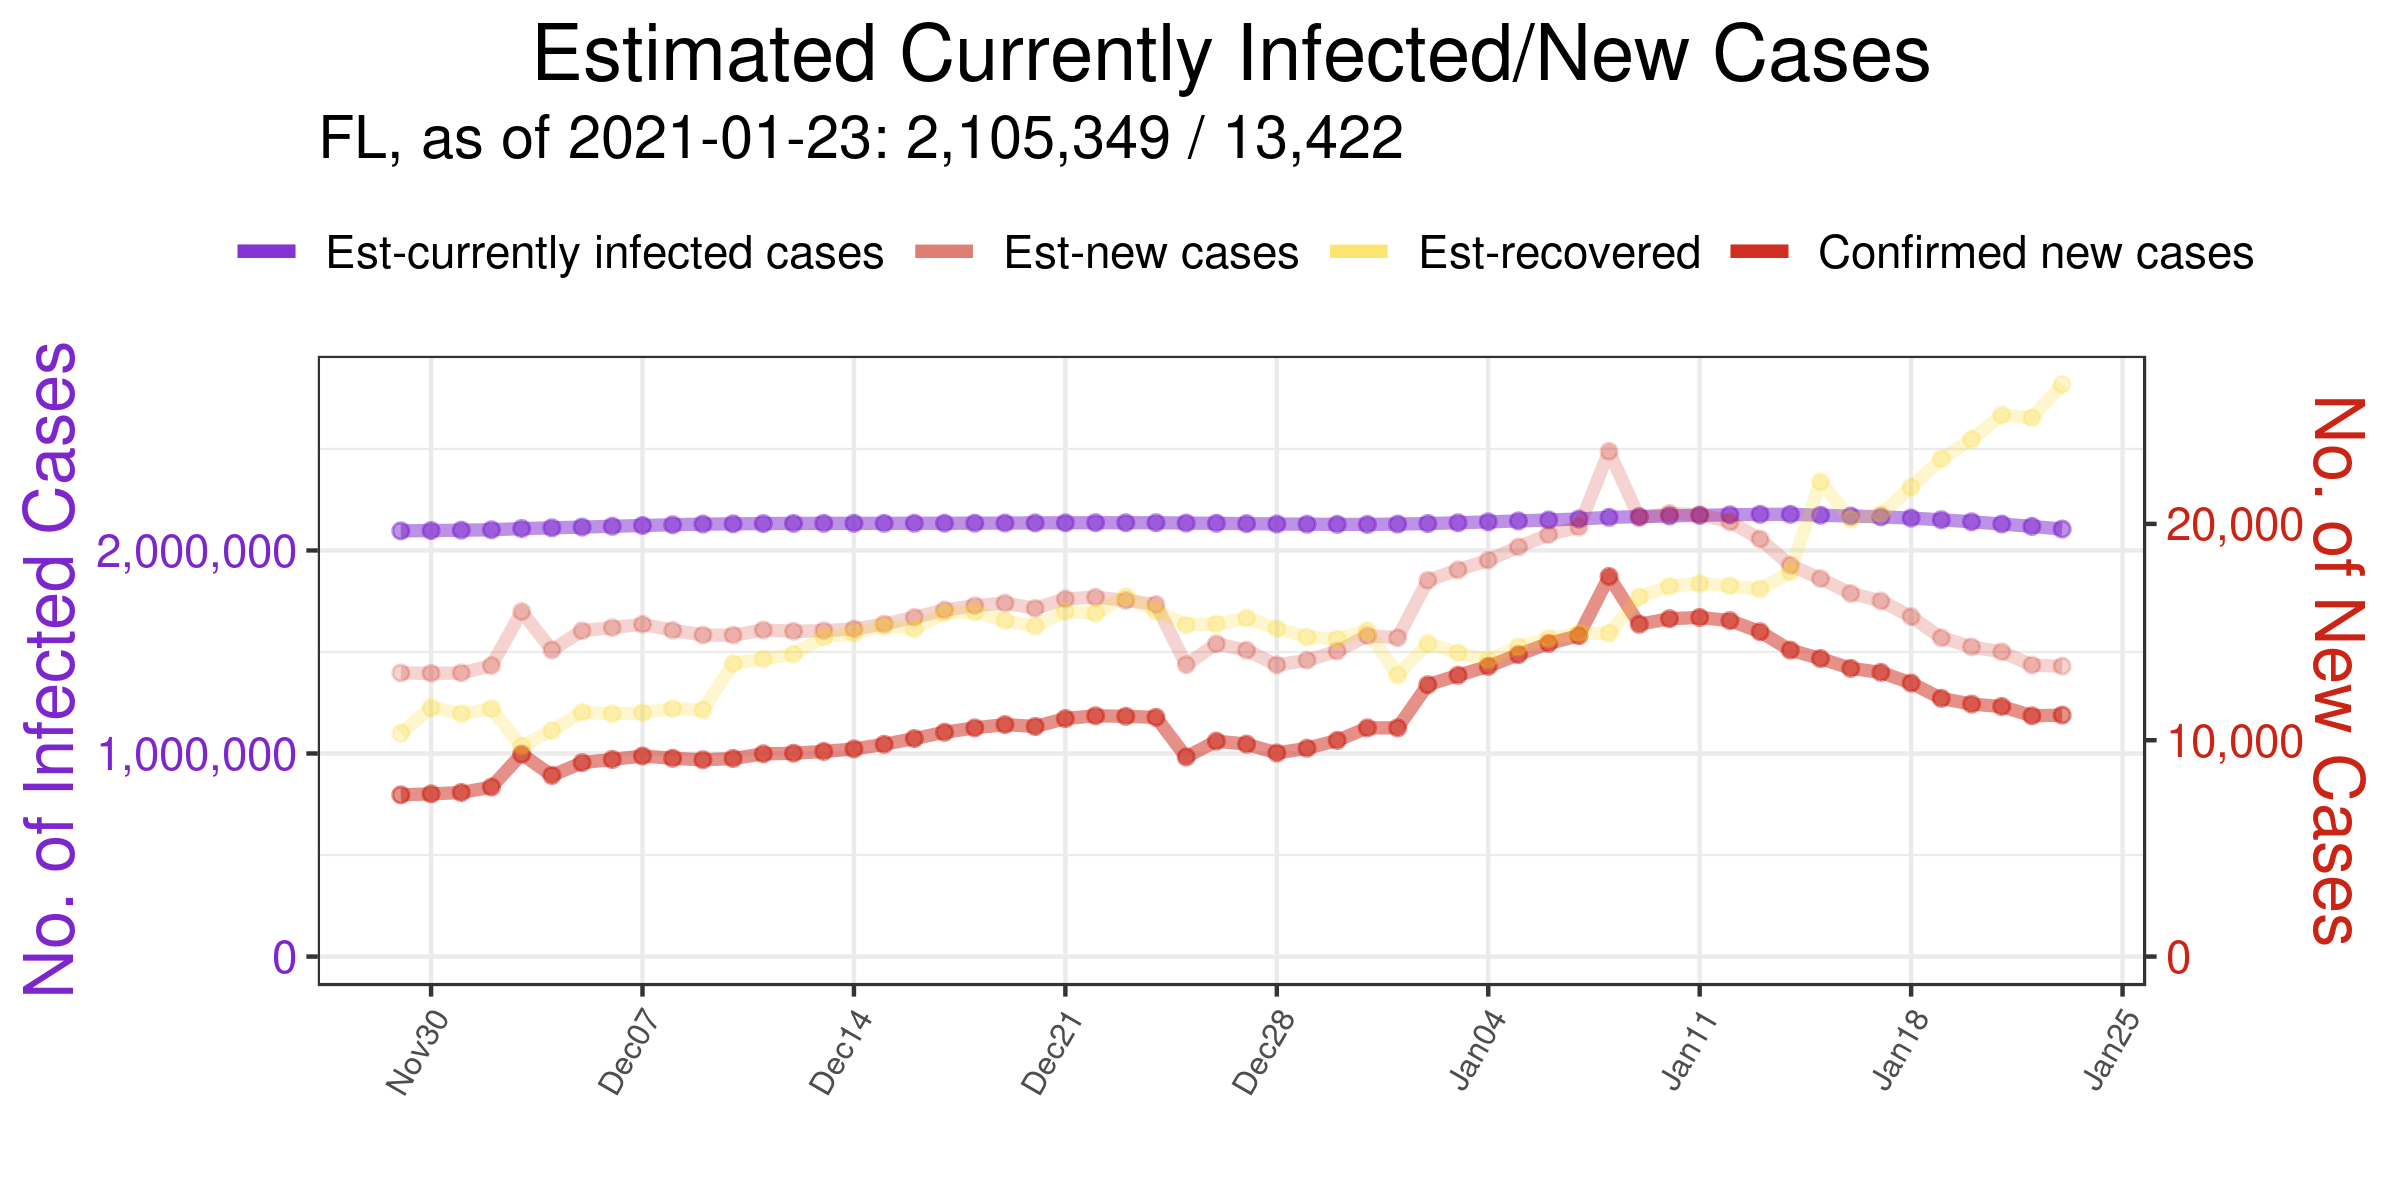 Estimated Currently Infected/New Cases
FL, as of 2021-01-23: 2,105,349 / 13,422
Est-currently infected cases Est-new cases Est-recovered Confirmed new cases
No. of Infected Cases
2,000,000
1,000,000
0
20,000
10,000
0
No. of New Cases
Nov30 Dec07 Dec14 Dec21 Dec28 Jan04 Jan11 Jan18 Jan25